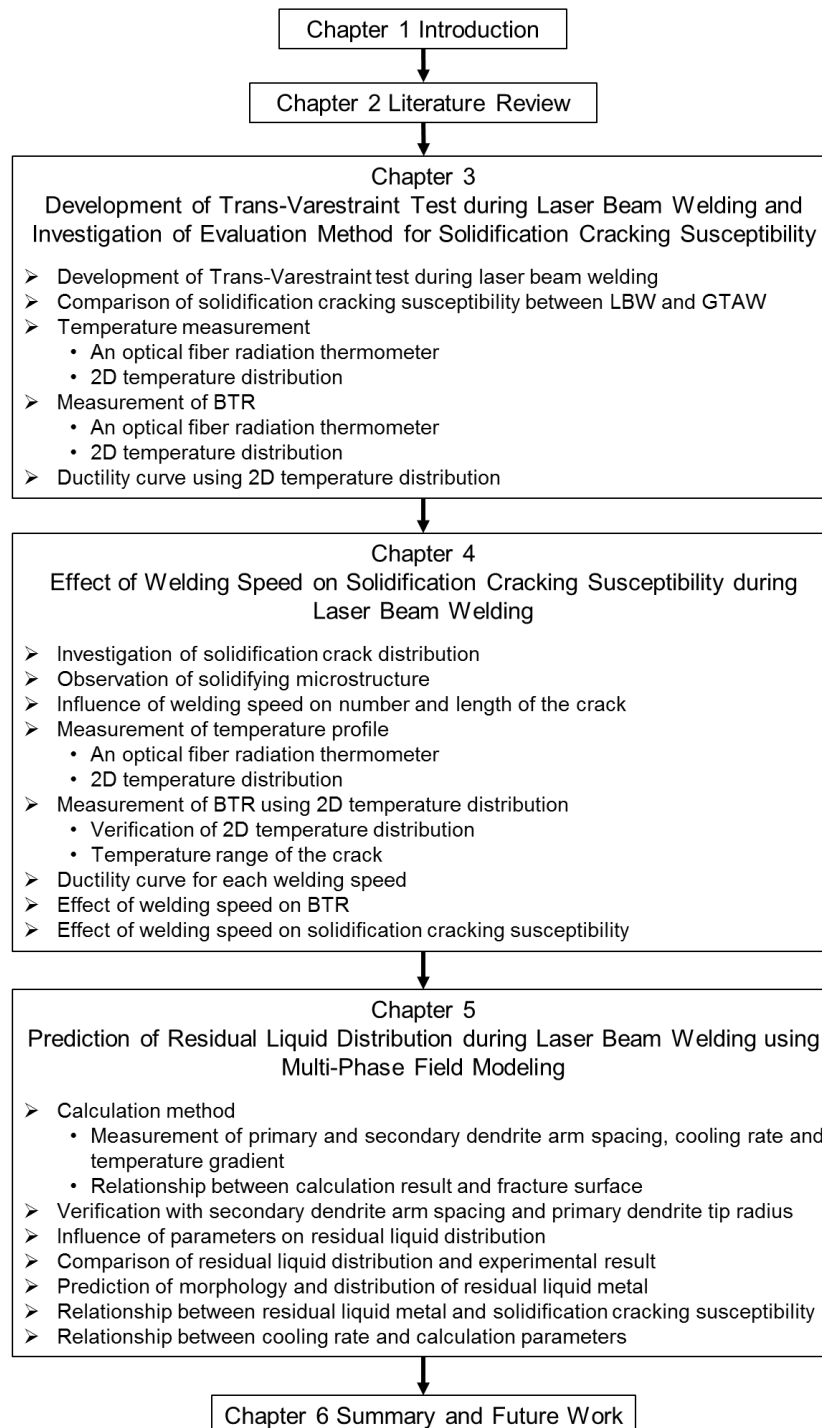 Chapter 1 Introduction
Chapter 2 Literature Review
Chapter 3
Development of Trans-Varestraint Test during Laser Beam Welding and
Investigation of Evaluation Method for Solidification Cracking Susceptibility
➢ Development of Trans-Varestraint test during laser beam welding
➢ Comparison of solidification cracking susceptibility between LBW and GTAW
➢ Temperature measurement
• An optical fiber radiation thermometer
• 2D temperature distribution
➢ Measurement of BTR
• An optical fiber radiation thermometer
• 2D temperature distribution
➢ Ductility curve using 2D temperature distribution
Chapter 4
Effect of Welding Speed on Solidification Cracking Susceptibility during
Laser Beam Welding
➢ Investigation of solidification crack distribution
➢ Observation of solidifying microstructure
➢ Influence of welding speed on number and length of the crack
➢ Measurement of temperature profile
• An optical fiber radiation thermometer
• 2D temperature distribution
➢ Measurement of BTR using 2D temperature distribution
• Verification of 2D temperature distribution
• Temperature range of the crack
➢ Ductility curve for each welding speed
➢ Effect of welding speed on BTR
➢ Effect of welding speed on solidification cracking susceptibility
Chapter 5
Prediction of Residual Liquid Distribution during Laser Beam Welding using
Multi-Phase Field Modeling
➢ Calculation method
• Measurement of primary and secondary dendrite arm spacing, cooling rate and
temperature gradient
• Relationship between calculation result and fracture surface
➢ Verification with secondary dendrite arm spacing and primary dendrite tip radius
➢ Influence of parameters on residual liquid distribution
➢ Comparison of residual liquid distribution and experimental result
➢ Prediction of morphology and distribution of residual liquid metal
➢ Relationship between residual liquid metal and solidification cracking susceptibility
➢ Relationship between cooling rate and calculation parameters
Chapter 6 Summary and Future Work